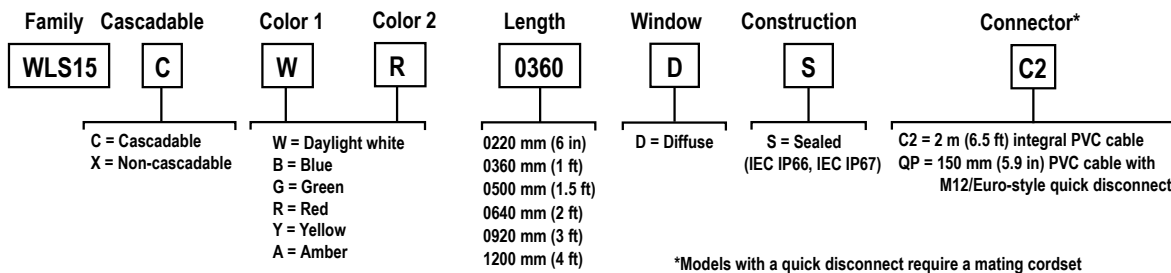 Family Cascadable Color 1 Color 2 Length Window Construction Connector*
WLS15 C W R 0360 D S C2
C = Cascadable
X = Non-cascadable
W = Daylight white
B = Blue
G = Green
R = Red
Y = Yellow
A = Amber
0220 mm (6 in)
0360 mm (1 ft)
0500 mm (1.5 ft)
0640 mm (2 ft)
0920 mm (3 ft)
1200 mm (4 ft)
D = Diffuse
S = Sealed
(IEC IP66, IEC IP67)
C2 = 2 m (6.5 ft) integral PVC cable
QP = 150 mm (5.9 in) PVC cable with
M12/Euro-style quick disconnect
*Models with a quick disconnect require a mating cordset